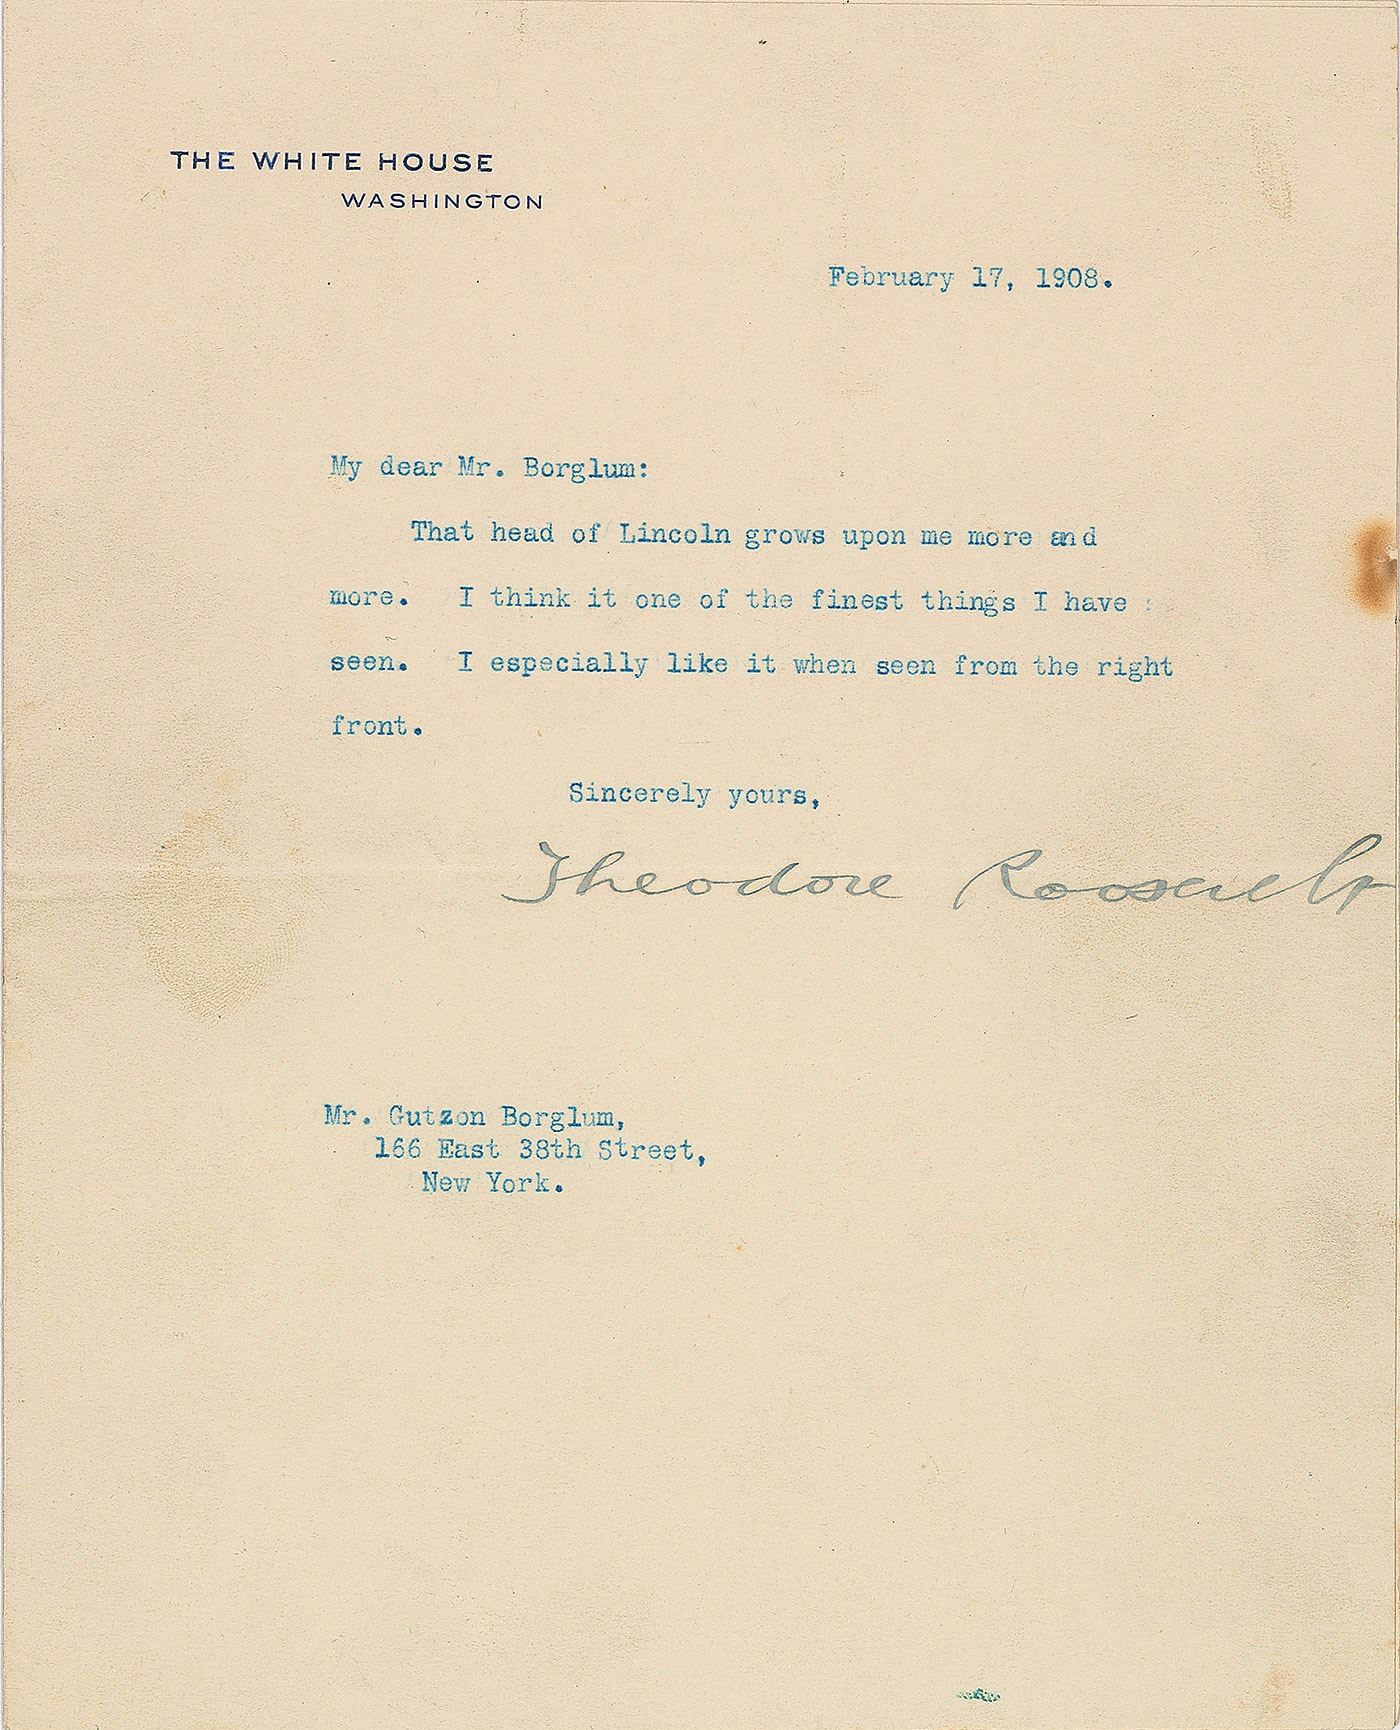 THE WHITE HOUSE
WASHINGTON
February 17, 1908.
My dear Mr. Borglum:
That head of Lincoln grows upon me more and
more. I think it one of the finest things I have
seen. I especially like it when seen from the right
front.
Sincerely yours,
Theodore Roosevelt
Mr. Gutzon Borglum,
166 East 38th Street,
New York.